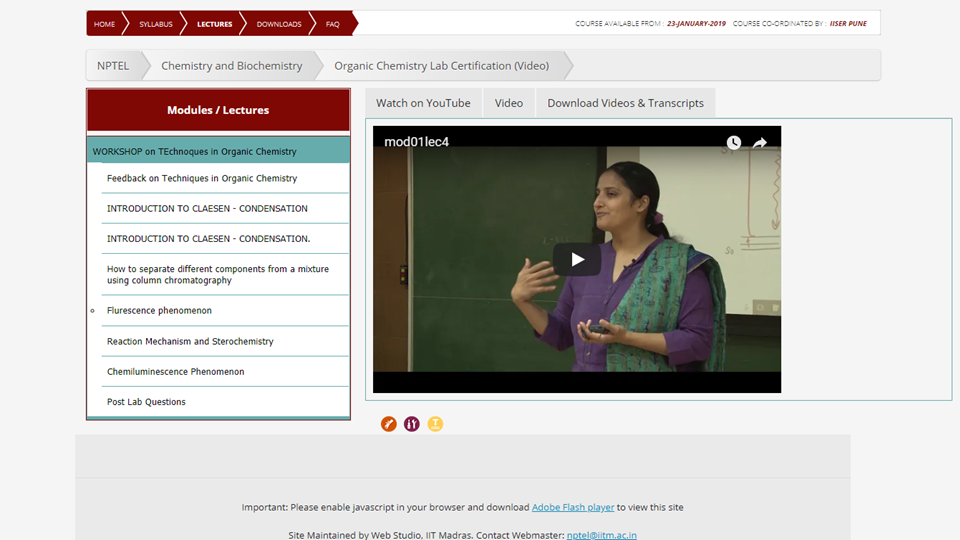 HOME SYLLABUS LECTURES DOWNLOADS FAQ COURSE AVAILABLE FROM : 23-JANUARY-2019 COURSE CO-ORDINATED BY : IISER PUNE
NPTEL Chemistry and Biochemistry Organic Chemistry Lab Certification (Video)
Modules / Lectures
WORKSHOP on TEchnoques in Organic Chemistry
Feedback on Techniques in Organic Chemistry
INTRODUCTION TO CLAESEN - CONDENSATION
INTRODUCTION TO CLAESEN - CONDENSATION.
How to separate different components from a mixture
using column chromatography
Flurescence phenomenon
Reaction Mechanism and Sterochemistry
Chemiluminescence Phenomenon
Post Lab Questions
Watch on YouTube Video Download Videos & Transcripts
mod01lec4
Important: Please enable javascript in your browser and download Adobe Flash player to view this site
Site Maintained by Web Studio, IIT Madras. Contact Webmaster: nptel@iitm.ac.in